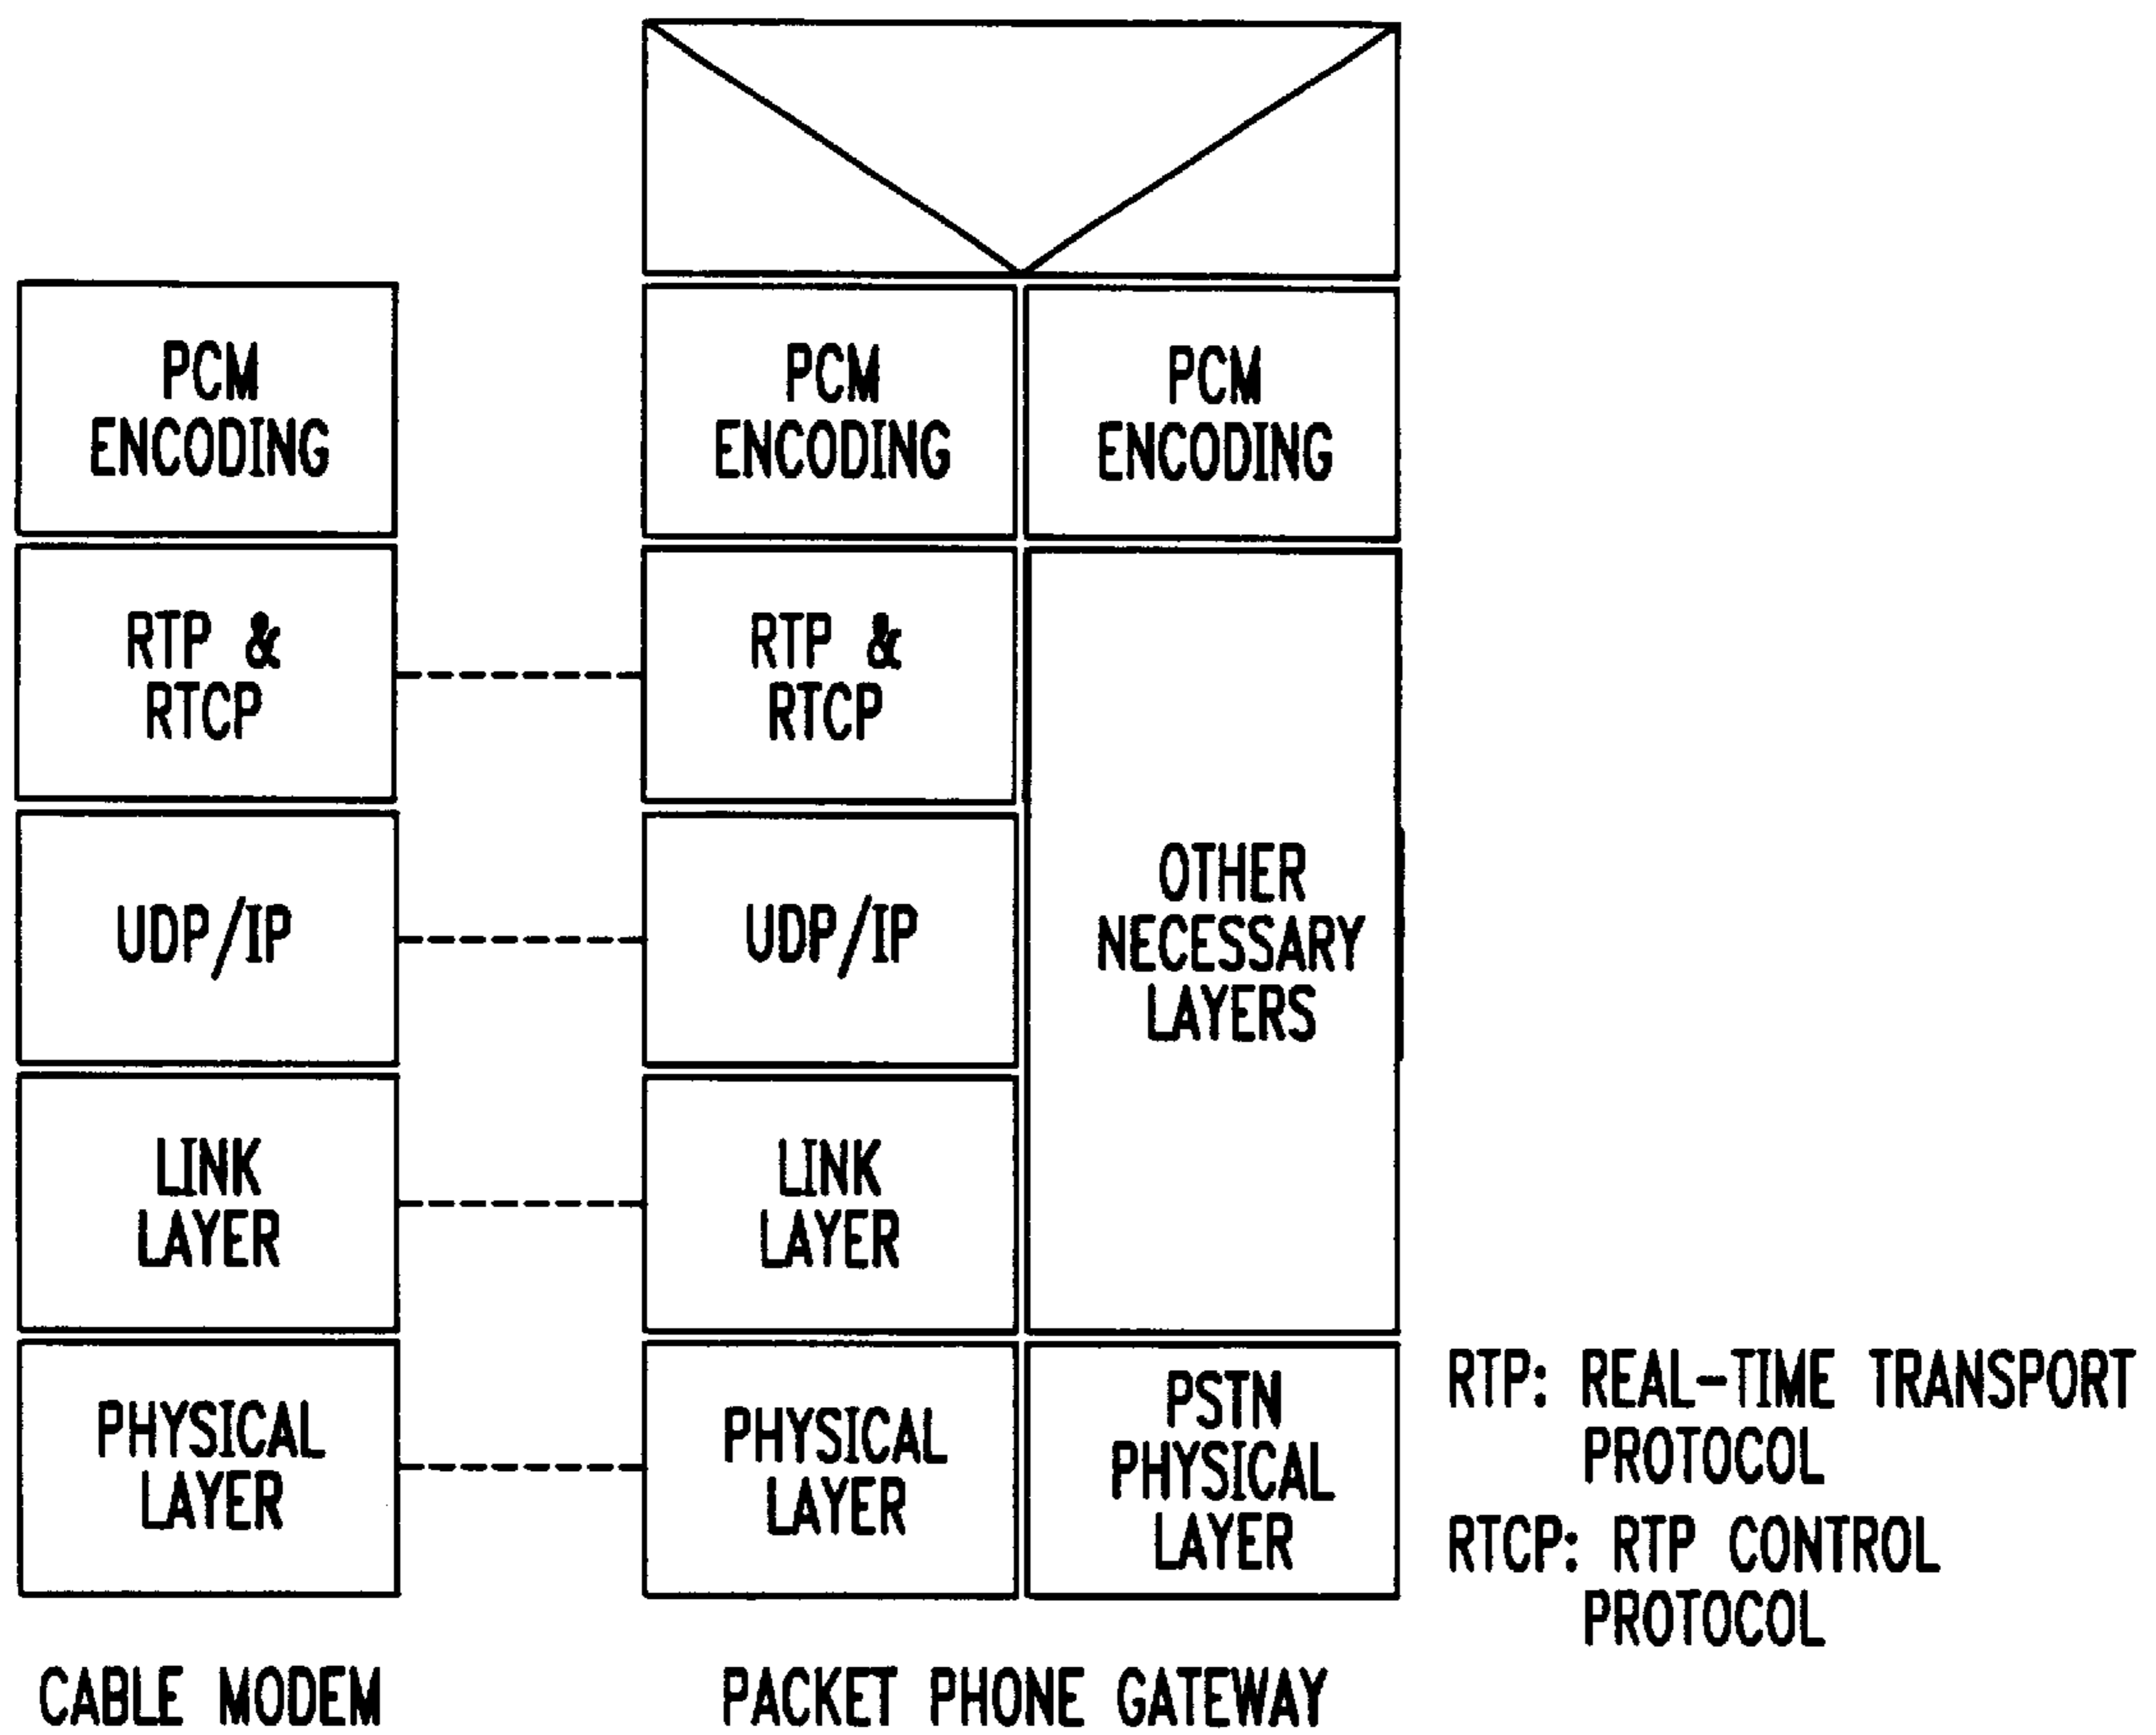 PCM
ENCODING
PCM
ENCODING
PCM
ENCODING
RTP &
RTCP
RTP &
RTCP
UDP/IP
UDP/IP
OTHER
NECESSARY
LAYERS
LINK
LAYER
LINK
LAYER
PHYSICAL
LAYER
PHYSICAL
LAYER
PSTN
PHYSICAL
LAYER
RTP: REAL-TIME TRANSPORT
PROTOCOL
RTCP: RTP CONTROL
PROTOCOL
CABLE MODEM
PACKET PHONE GATEWAY